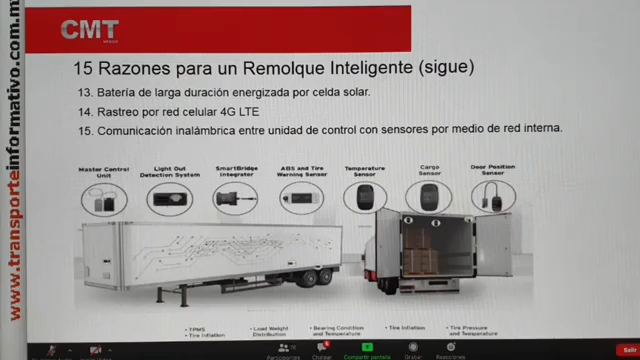 www.transporteinformativo.com.m
CMT
15 Razones para un Remolque Inteligente (sigue)
13. Batería de larga duración energizada por celda solar.
14. Rastreo por red celular 4G LTE
15. Comunicación inalámbrica entre unidad de control con sensores por medio de red interna.
Master Control Unit
Light Out Detection System
SmartBridge Integrator
ABS and Tire Warning Sensor
Temperature Sensor
Cargo Sensor
Door Position Sensor
• TPMS
• Tire Inflation
• Load Weight Distribution
• Bearing Condition and Temperature
• Tire Inflation
• Tire Pressure and Temperature
Participantes
Chatear
Compartir pantalla
Grabar
Reacciones
Salir